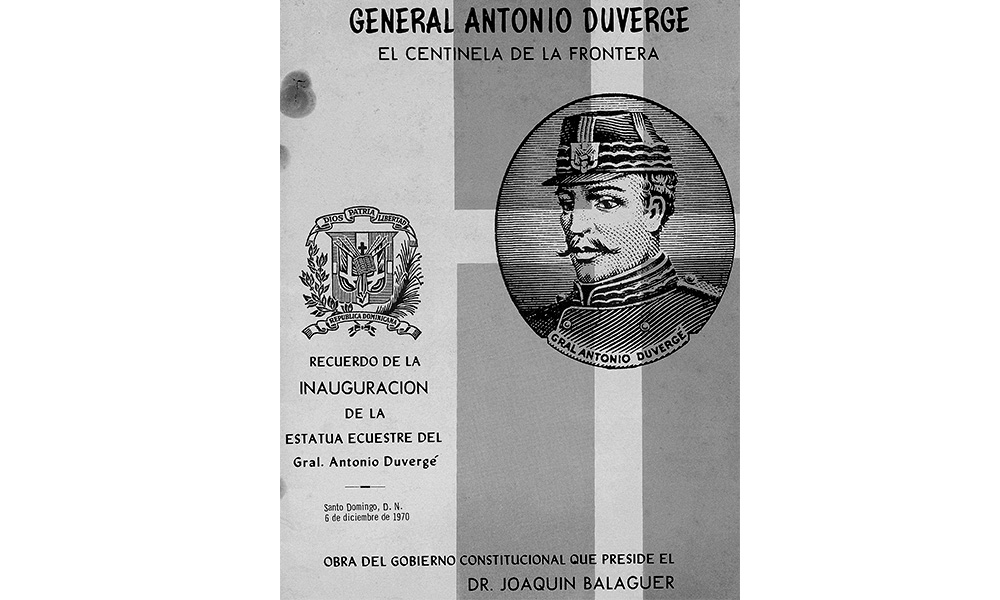 GENERAL ANTONIO DUVERGE
EL CENTINELA DE LA FRONTERA
GRAL ANTONIO DUVERGÉ
DIOS PATRIA LIBERTAD
REPUBLICA DOMINICANA
RECUERDO DE LA
INAUGURACION
DE LA
ESTATUA ECUESTRE DEL
Gral. Antonio Duvergé
Santo Domingo, D. N.
6 de diciembre de 1970
OBRA DEL GOBIERNO CONSTITUCIONAL QUE PRESIDE EL
DR. JOAQUIN BALAGUER